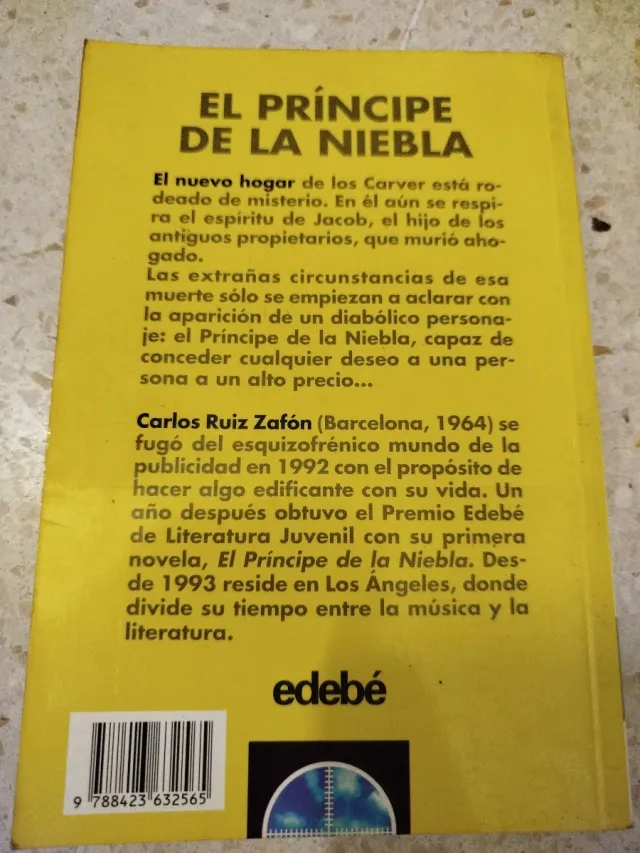 EL PRÍNCIPE
DE LA NIEBLA
El nuevo hogar de los Carver está ro-
deado de misterio. En él aún se respi-
ra el espíritu de Jacob, el hijo de los
antiguos propietarios, que murió aho-
gado.
Las extrañas circunstancias de esa
muerte sólo se empiezan a aclarar con
la aparición de un diabólico persona-
je: el Príncipe de la Niebla, capaz de
conceder cualquier deseo a una per-
sona a un alto precio...
Carlos Ruiz Zafón (Barcelona, 1964) se
fugó del esquizofrénico mundo de la
publicidad en 1992 con el propósito de
hacer algo edificante con su vida. Un
año después obtuvo el Premio Edebé
de Literatura Juvenil con su primera
novela, El Príncipe de la Niebla. Des-
de 1993 reside en Los Ángeles, donde
divide su tiempo entre la música y la
literatura.
edebé
9 788423 632565